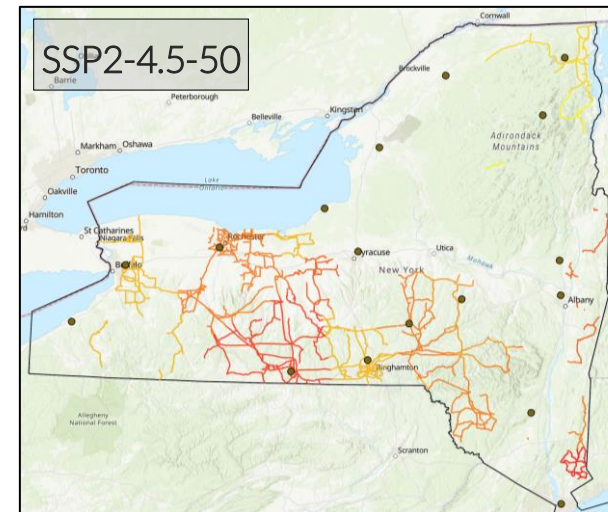 SSP2-4.5-50
Cornwall
Barrie
Brockville
Peterborough
Belleville
Kingston
Adirondack
Mountains
Markham
Oshawa
Toronto
Lake
Ontario
Oakville
Hamilton
St Catharines
Niagara Falls
Rochester
Buffalo
Syracuse
Utica
Mohawk
New York
Albany
Binghamton
Allegheny
National Forest
Scranton